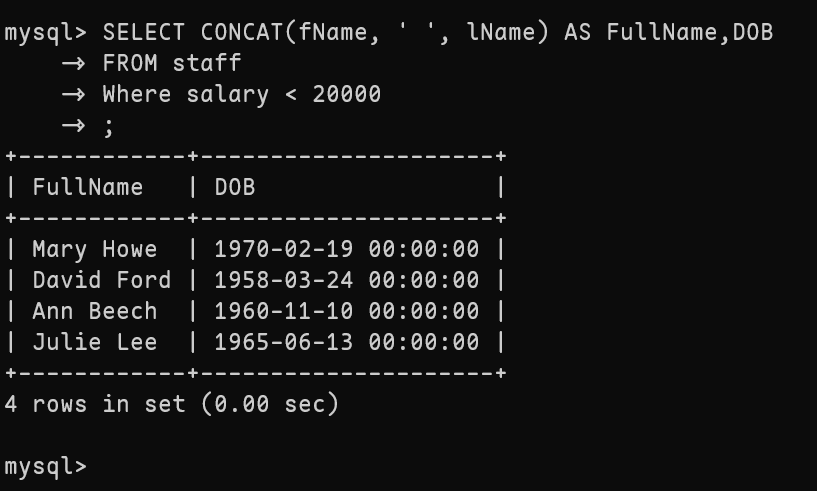 mysql> SELECT CONCAT(fName, ' ', lName) AS FullName,DOB
    -> FROM staff
    -> Where salary < 20000
    -> ;
+------------+---------------------+
| FullName   | DOB                 |
+------------+---------------------+
| Mary Howe  | 1970-02-19 00:00:00 |
| David Ford | 1958-03-24 00:00:00 |
| Ann Beech  | 1960-11-10 00:00:00 |
| Julie Lee  | 1965-06-13 00:00:00 |
+------------+---------------------+
4 rows in set (0.00 sec)

mysql>